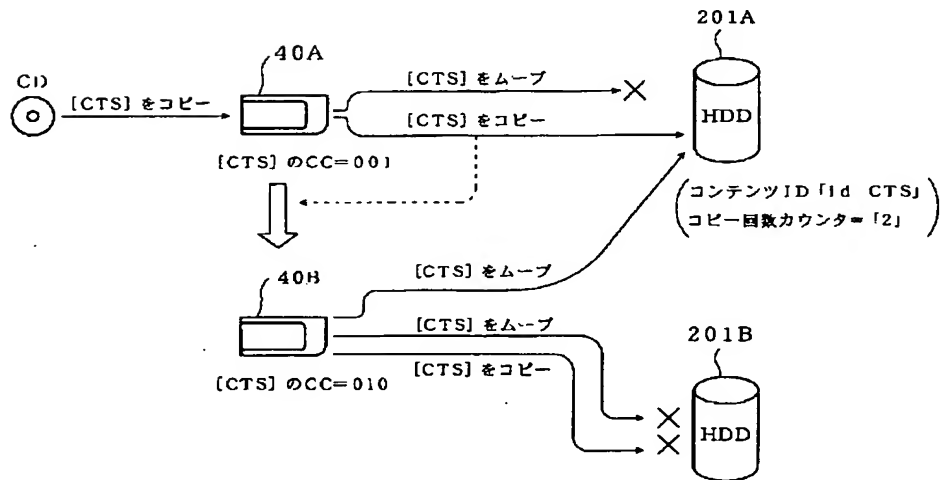 201A
40A
CD
[CTS]をコピー
[CTS]をムーブ
[CTS]をコピー
HDD
[CTS]のCC=001
コンテンツID「id CTS」
コピー回数カウンタ=「2」
40B
[CTS]をムーブ
[CTS]をムーブ
[CTS]をコピー
[CTS]のCC=010
201B
HDD